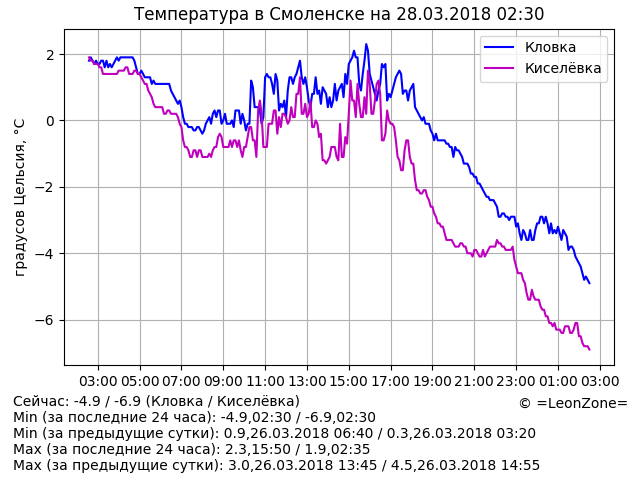 Температура в Смоленске на 28.03.2018 02:30
Кловка
Киселёвка
градусов Цельсия, °C
2
0
−2
−4
−6
03:00 05:00 07:00 09:00 11:00 13:00 15:00 17:00 19:00 21:00 23:00 01:00 03:00
Сейчас: -4.9 / -6.9 (Кловка / Киселёвка)
© =LeonZone=
Min (за последние 24 часа): -4.9,02:30 / -6.9,02:30
Min (за предыдущие сутки): 0.9,26.03.2018 06:40 / 0.3,26.03.2018 03:20
Max (за последние 24 часа): 2.3,15:50 / 1.9,02:35
Max (за предыдущие сутки): 3.0,26.03.2018 13:45 / 4.5,26.03.2018 14:55